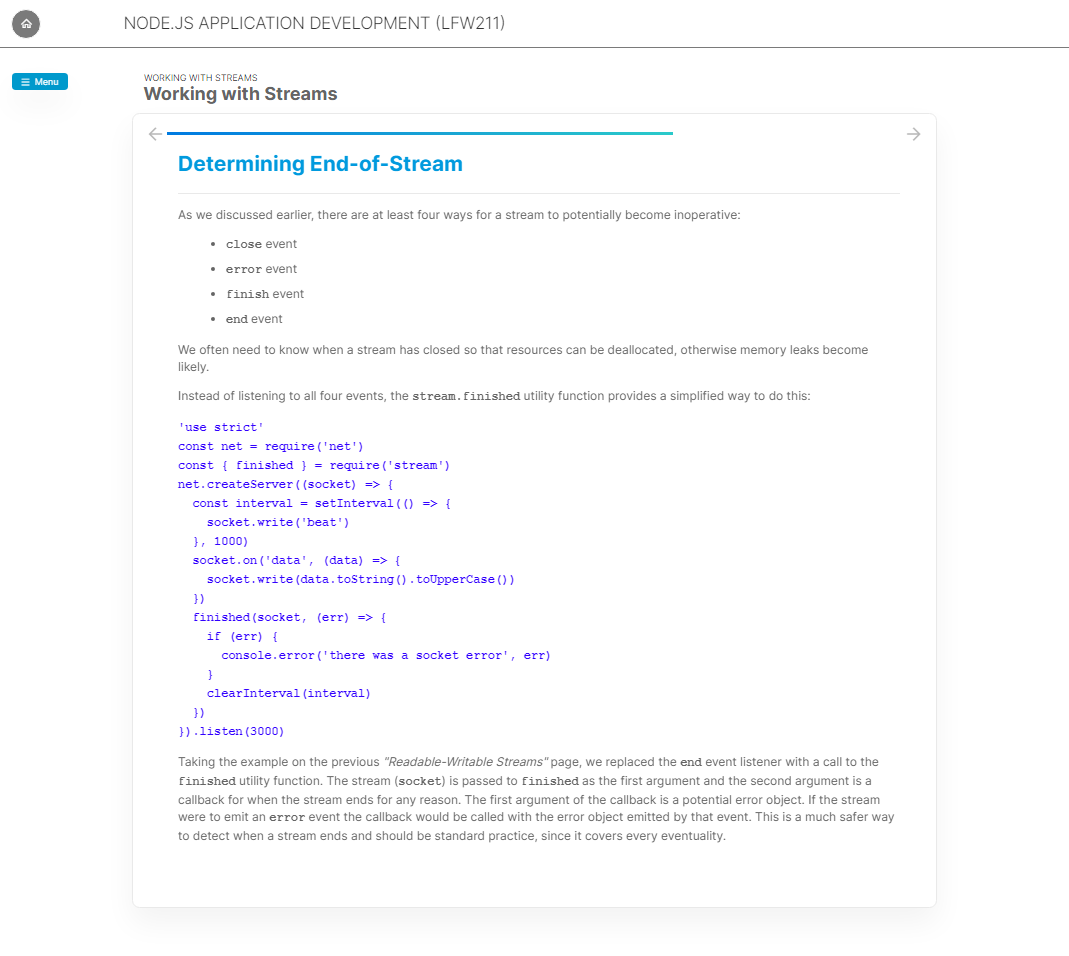 NODE.JS APPLICATION DEVELOPMENT (LFW211)
Menu
WORKING WITH STREAMS
Working with Streams
Determining End-of-Stream
As we discussed earlier, there are at least four ways for a stream to potentially become inoperative:
• close event
• error event
• finish event
• end event
We often need to know when a stream has closed so that resources can be deallocated, otherwise memory leaks become
likely.
Instead of listening to all four events, the stream.finished utility function provides a simplified way to do this:
'use strict'
const net = require('net')
const { finished } = require('stream')
net.createServer((socket) => {
  const interval = setInterval(() => {
    socket.write('beat')
  }, 1000)
  socket.on('data', (data) => {
    socket.write(data.toString().toUpperCase())
  })
  finished(socket, (err) => {
    if (err) {
      console.error('there was a socket error', err)
    }
    clearInterval(interval)
  })
}).listen(3000)
Taking the example on the previous "Readable-Writable Streams" page, we replaced the end event listener with a call to the
finished utility function. The stream (socket) is passed to finished as the first argument and the second argument is a
callback for when the stream ends for any reason. The first argument of the callback is a potential error object. If the stream
were to emit an error event the callback would be called with the error object emitted by that event. This is a much safer way
to detect when a stream ends and should be standard practice, since it covers every eventuality.